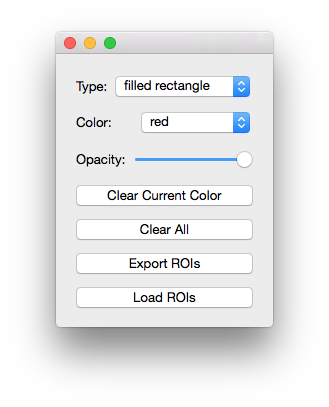 Type: filled rectangle
Color: red
Opacity:
Clear Current Color
Clear All
Export ROIs
Load ROIs